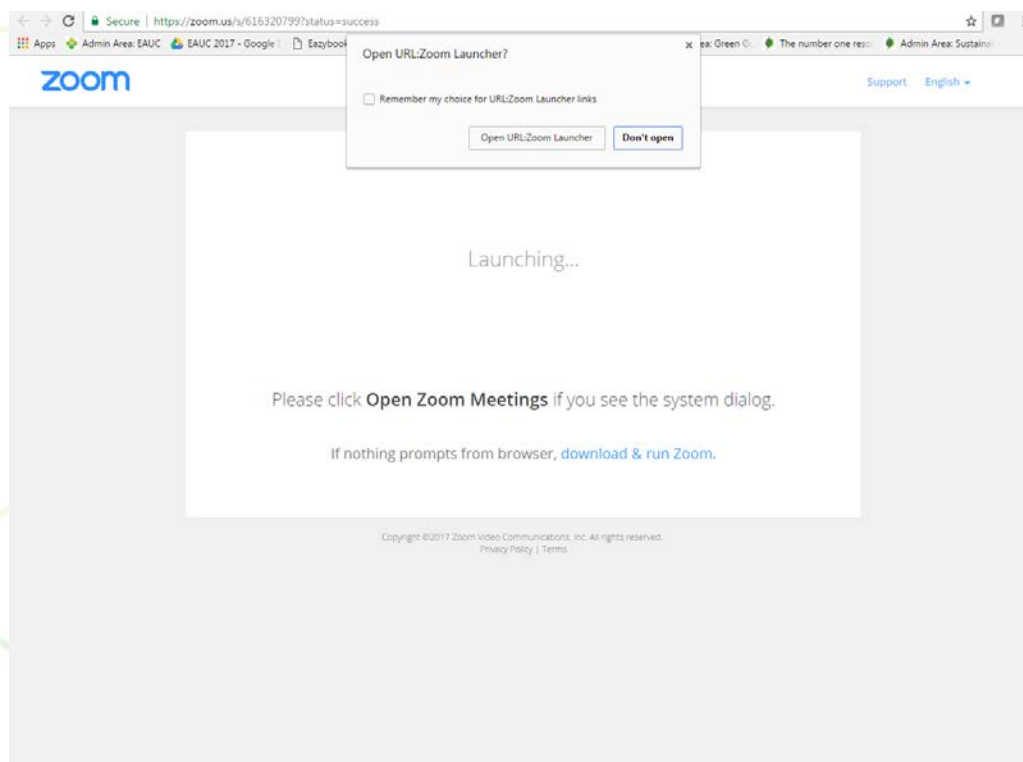 Secure | https://zoom.us/s/616320799?status=success
Apps Admin Area: EAUC EAUC 2017 - Google Eazybook ea: Green G The number one reso Admin Area: Sustaina
Open URL:Zoom Launcher?
Remember my choice for URL:Zoom Launcher links
Open URL:Zoom Launcher Don't open
zoom
Support English
Launching...
Please click Open Zoom Meetings if you see the system dialog.
If nothing prompts from browser, download & run Zoom.
Copyright ©2017 Zoom Video Communications, Inc. All rights reserved.
Privacy Policy | Terms